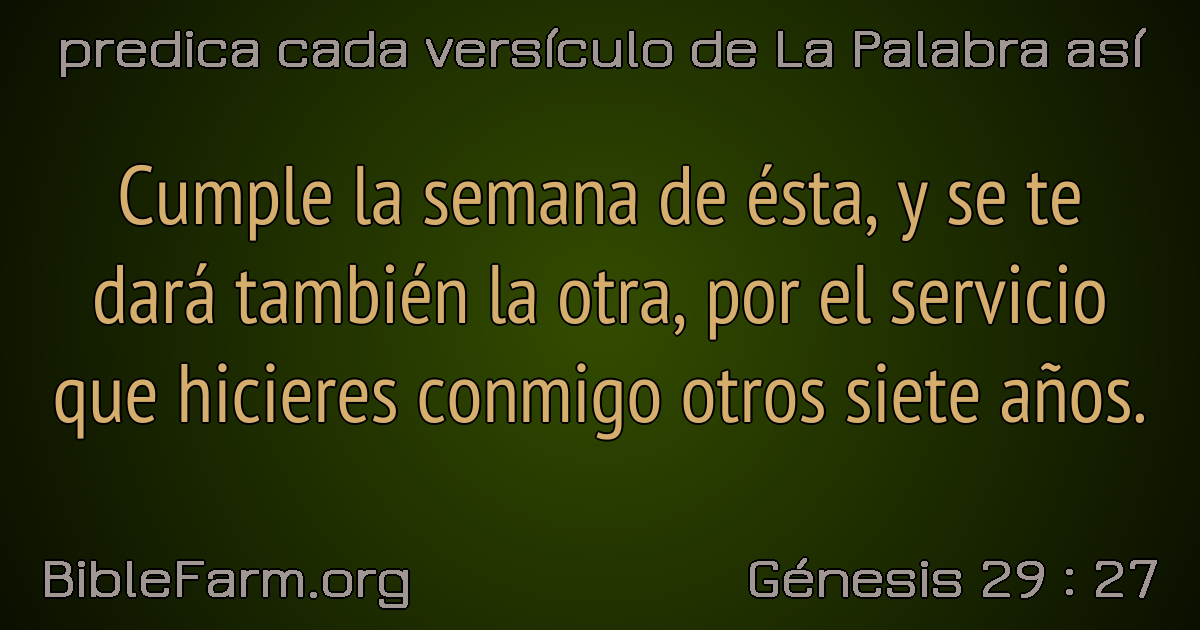 predica cada versículo de La Palabra así
Cumple la semana de ésta, y se te
dará también la otra, por el servicio
que hicieres conmigo otros siete años.
BibleFarm.org
Génesis 29 : 27